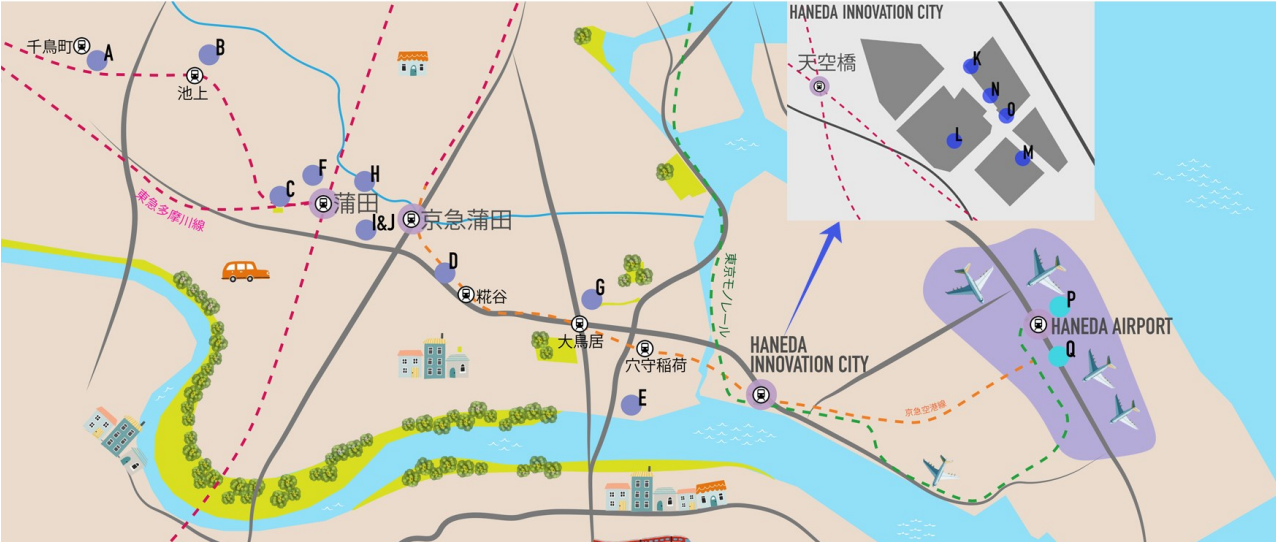 HANEDA INNOVATION CITY
千鳥町
A
B
池上
天空橋
K
N
O
L
M
F
H
C
蒲田
I&J
京急蒲田
東急多摩川線
D
糀谷
G
大鳥居
穴守稲荷
E
東京モノレール
HANEDA
INNOVATION CITY
P
HANEDA AIRPORT
Q
京急空港線